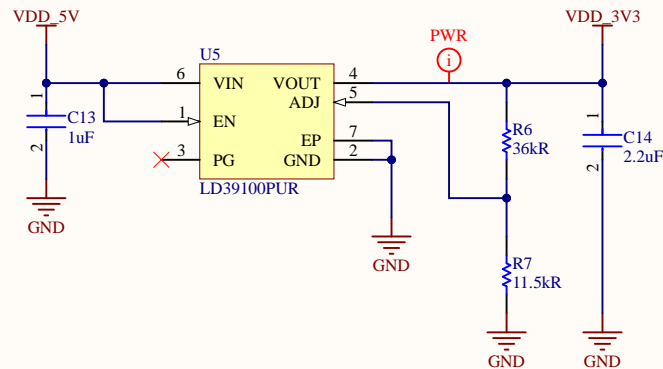 VDD_5V
VDD_3V3
PWR
i
U5
6 VIN VOUT 4
ADJ 5
1 EN
EP 7
3 PG GND 2
LD39100PUR
1
C13
1uF
2
GND
GND
R6
36kR
R7
11.5kR
GND
1
C14
2.2uF
2
GND